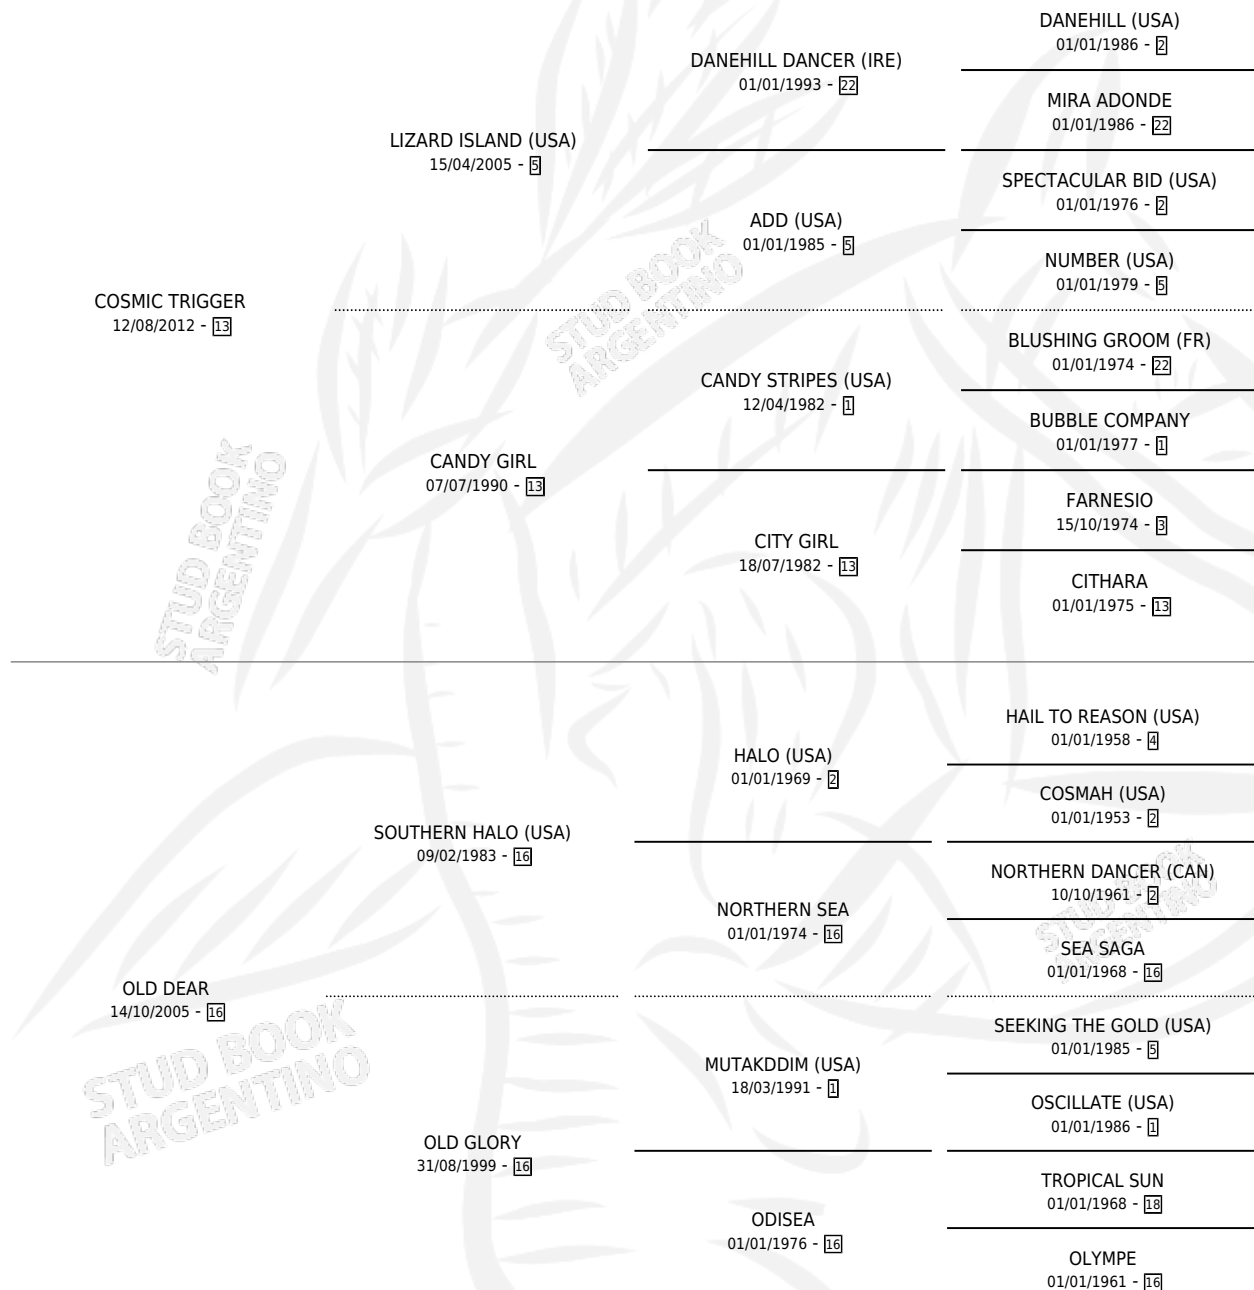 DANEHILL (USA)
01/01/1986 - 2
DANEHILL DANCER (IRE)
01/01/1993 - 22
MIRA ADONDE
01/01/1986 - 22
LIZARD ISLAND (USA)
15/04/2005 - 5
SPECTACULAR BID (USA)
01/01/1976 - 2
ADD (USA)
01/01/1985 - 5
NUMBER (USA)
01/01/1979 - 5
COSMIC TRIGGER
12/08/2012 - 13
STUD BOOK
ARGENTINO
BLUSHING GROOM (FR)
01/01/1974 - 22
CANDY STRIPES (USA)
12/04/1982 - 1
BUBBLE COMPANY
01/01/1977 - 1
CANDY GIRL
07/07/1990 - 13
FARNESIO
15/10/1974 - 3
CITY GIRL
18/07/1982 - 13
CITHARA
01/01/1975 - 13
STUD BOOK
ARGENTINO
HAIL TO REASON (USA)
01/01/1958 - 4
HALO (USA)
01/01/1969 - 2
COSMAH (USA)
01/01/1953 - 2
SOUTHERN HALO (USA)
09/02/1983 - 16
NORTHERN DANCER (CAN)
10/10/1961 - 2
STUD BOOK
ARGENTINO
NORTHERN SEA
01/01/1974 - 16
SEA SAGA
01/01/1968 - 16
OLD DEAR
14/10/2005 - 16
STUD BOOK
ARGENTINO
SEEKING THE GOLD (USA)
01/01/1985 - 5
MUTAKDDIM (USA)
18/03/1991 - 1
OSCILLATE (USA)
01/01/1986 - 1
OLD GLORY
31/08/1999 - 16
TROPICAL SUN
01/01/1968 - 18
ODISEA
01/01/1976 - 16
OLYMPE
01/01/1961 - 16